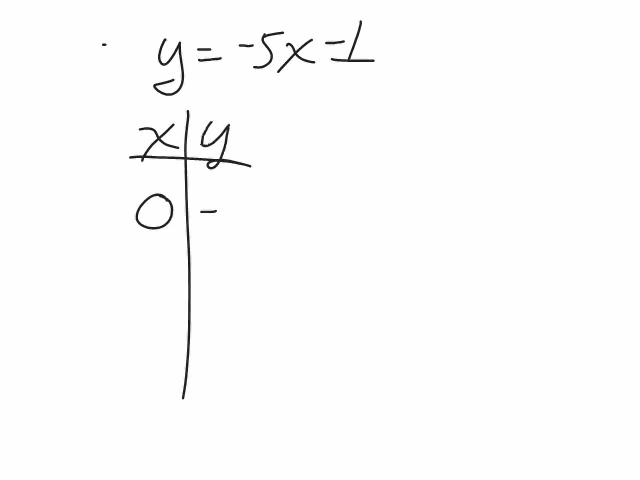 y = -5x - 1
x y
0 -